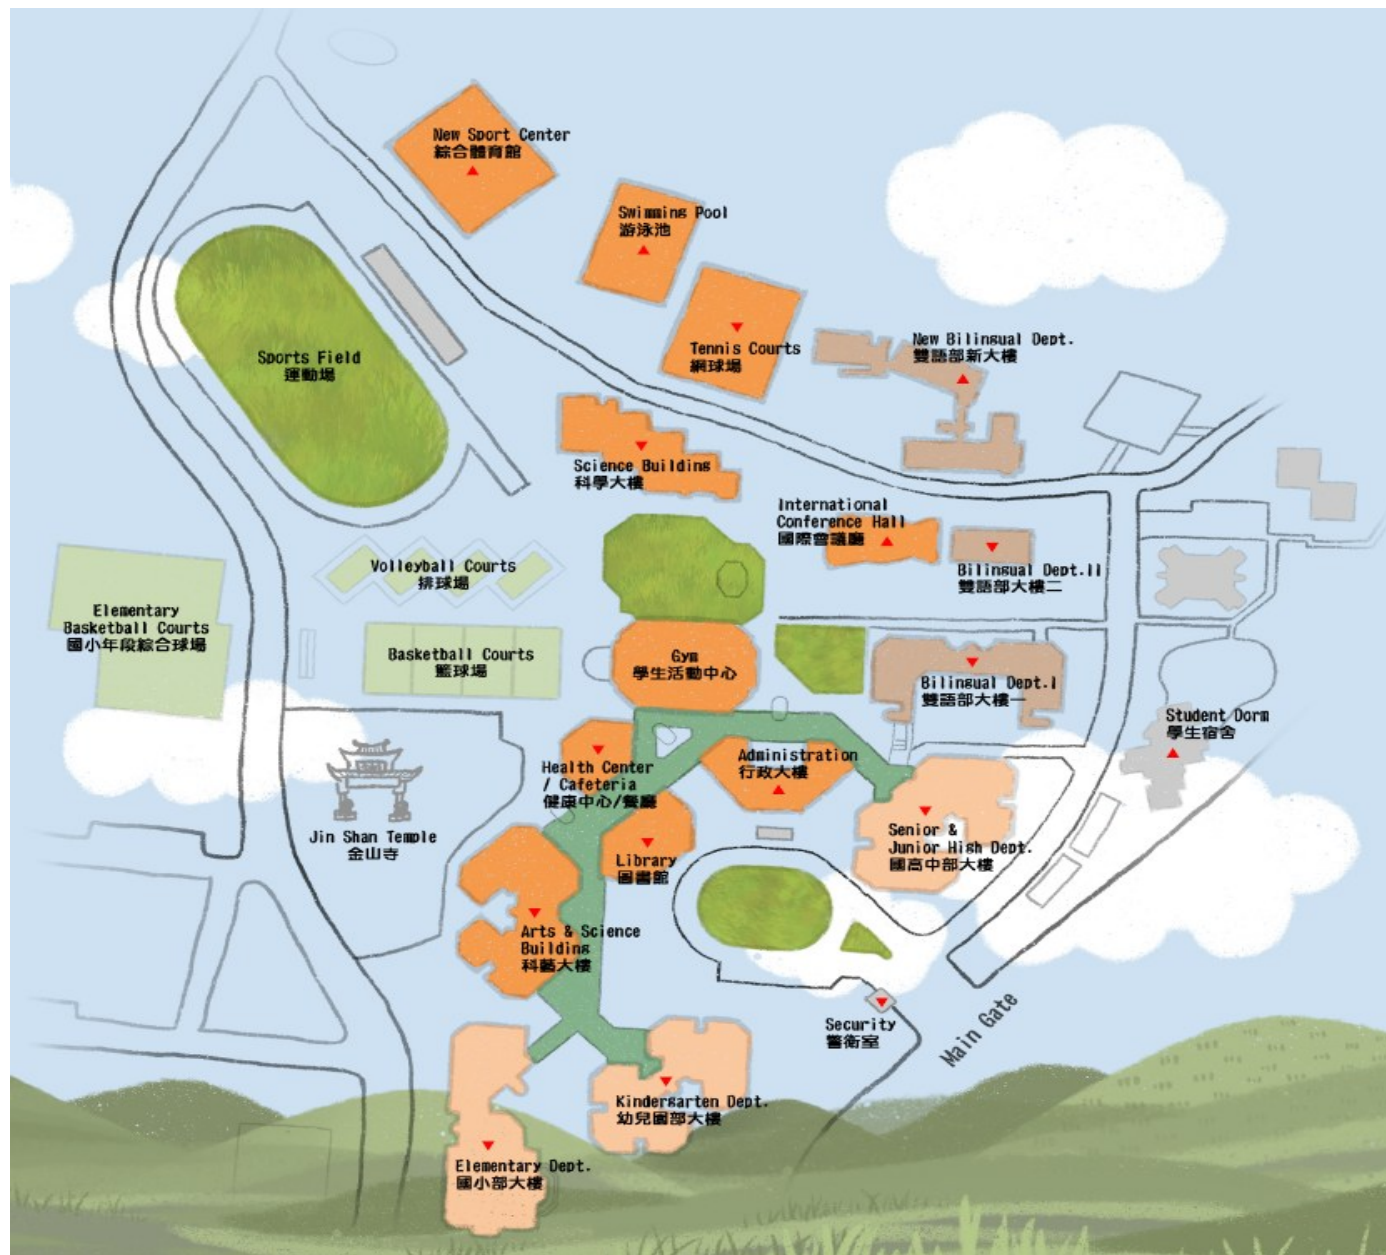 New Sport Center
綜合體育館
Swimming Pool
游泳池
Tennis Courts
網球場
New Bilingual Dept.
雙語部新大樓
Sports Field
運動場
Science Building
科學大樓
International
Conference Hall
國際會議廳
Bilingual Dept.II
雙語部大樓二
Volleyball Courts
排球場
Elementary
Basketball Courts
國小年段綜合球場
Basketball Courts
籃球場
Gym
學生活動中心
Bilingual Dept.I
雙語部大樓一
Student Dorm
學生宿舍
Health Center
/ Cafeteria
健康中心/餐廳
Administration
行政大樓
Jin Shan Temple
金山寺
Library
圖書館
Senior &
Junior High Dept.
國高中部大樓
Arts & Science
Building
科藝大樓
Security
警衛室
Main Gate
Kindergarten Dept.
幼兒園部大樓
Elementary Dept.
國小部大樓